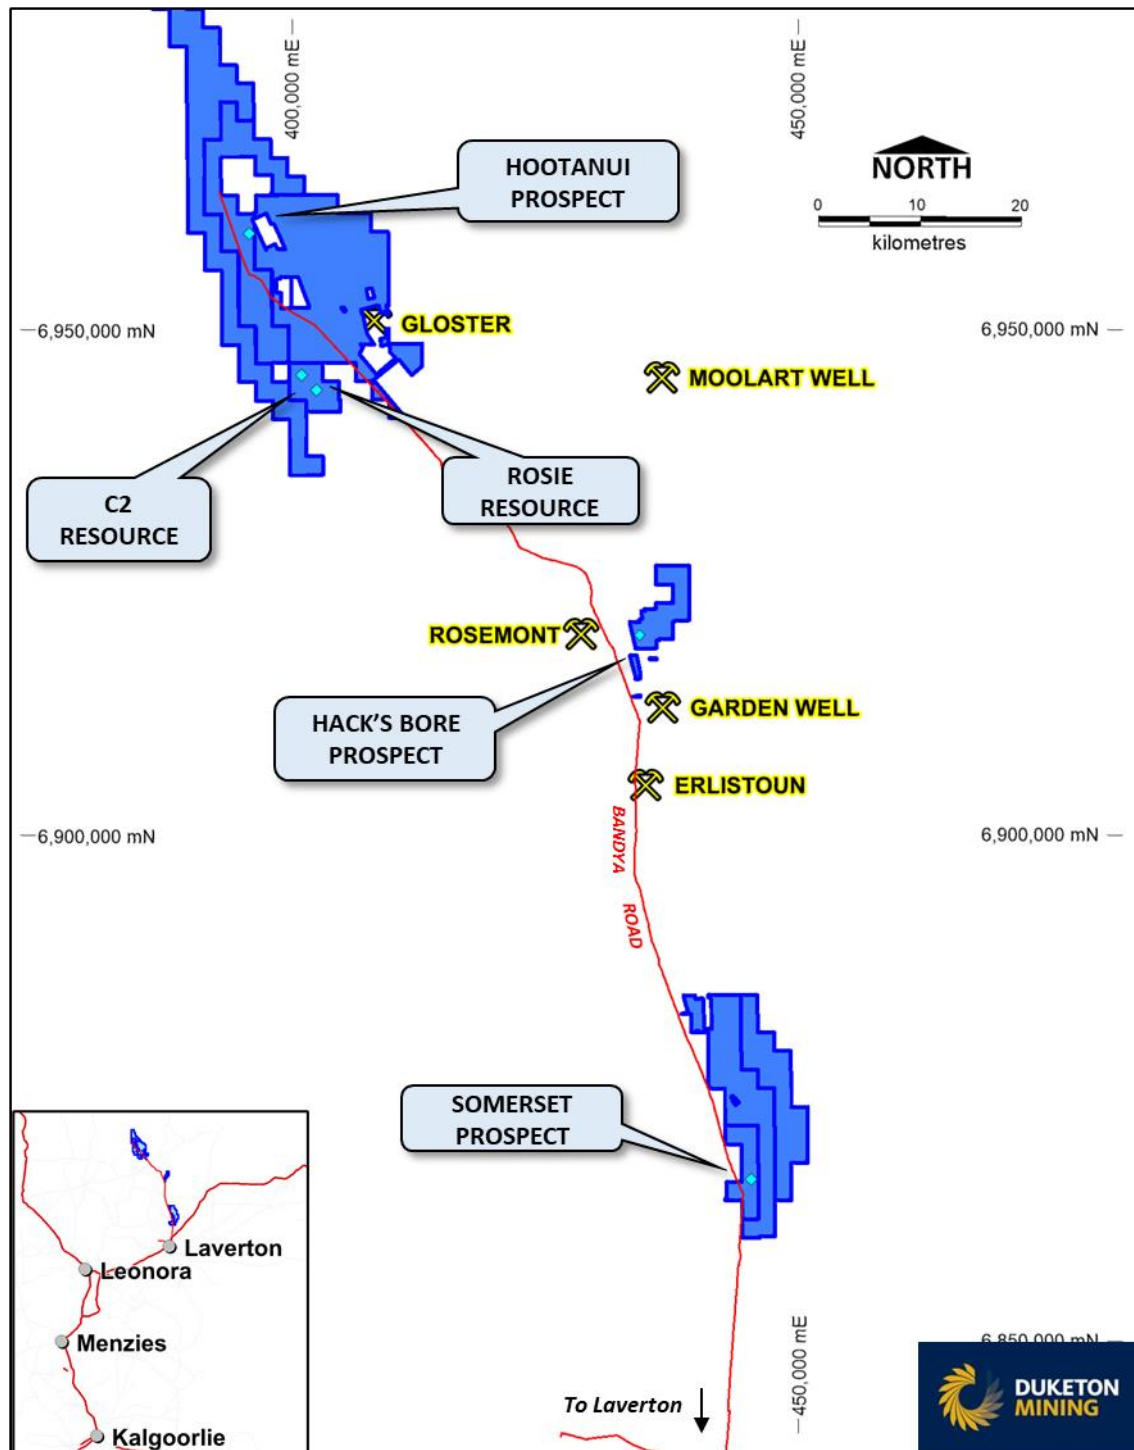 400,000 mE
450,000 mE
HOOTANUI
PROSPECT
NORTH
0 10 20
kilometres
6,950,000 mN
GLOSTER
6,950,000 mN
MOOLART WELL
C2
RESOURCE
ROSIE
RESOURCE
ROSEMONT
HACK'S BORE
PROSPECT
GARDEN WELL
ERLISTOUN
6,900,000 mN
BANDYA
ROAD
6,900,000 mN
SOMERSET
PROSPECT
Laverton
Leonora
Menzies
Kalgoorlie
To Laverton
450,000 mE
6,850,000 mN
DUKETON
MINING